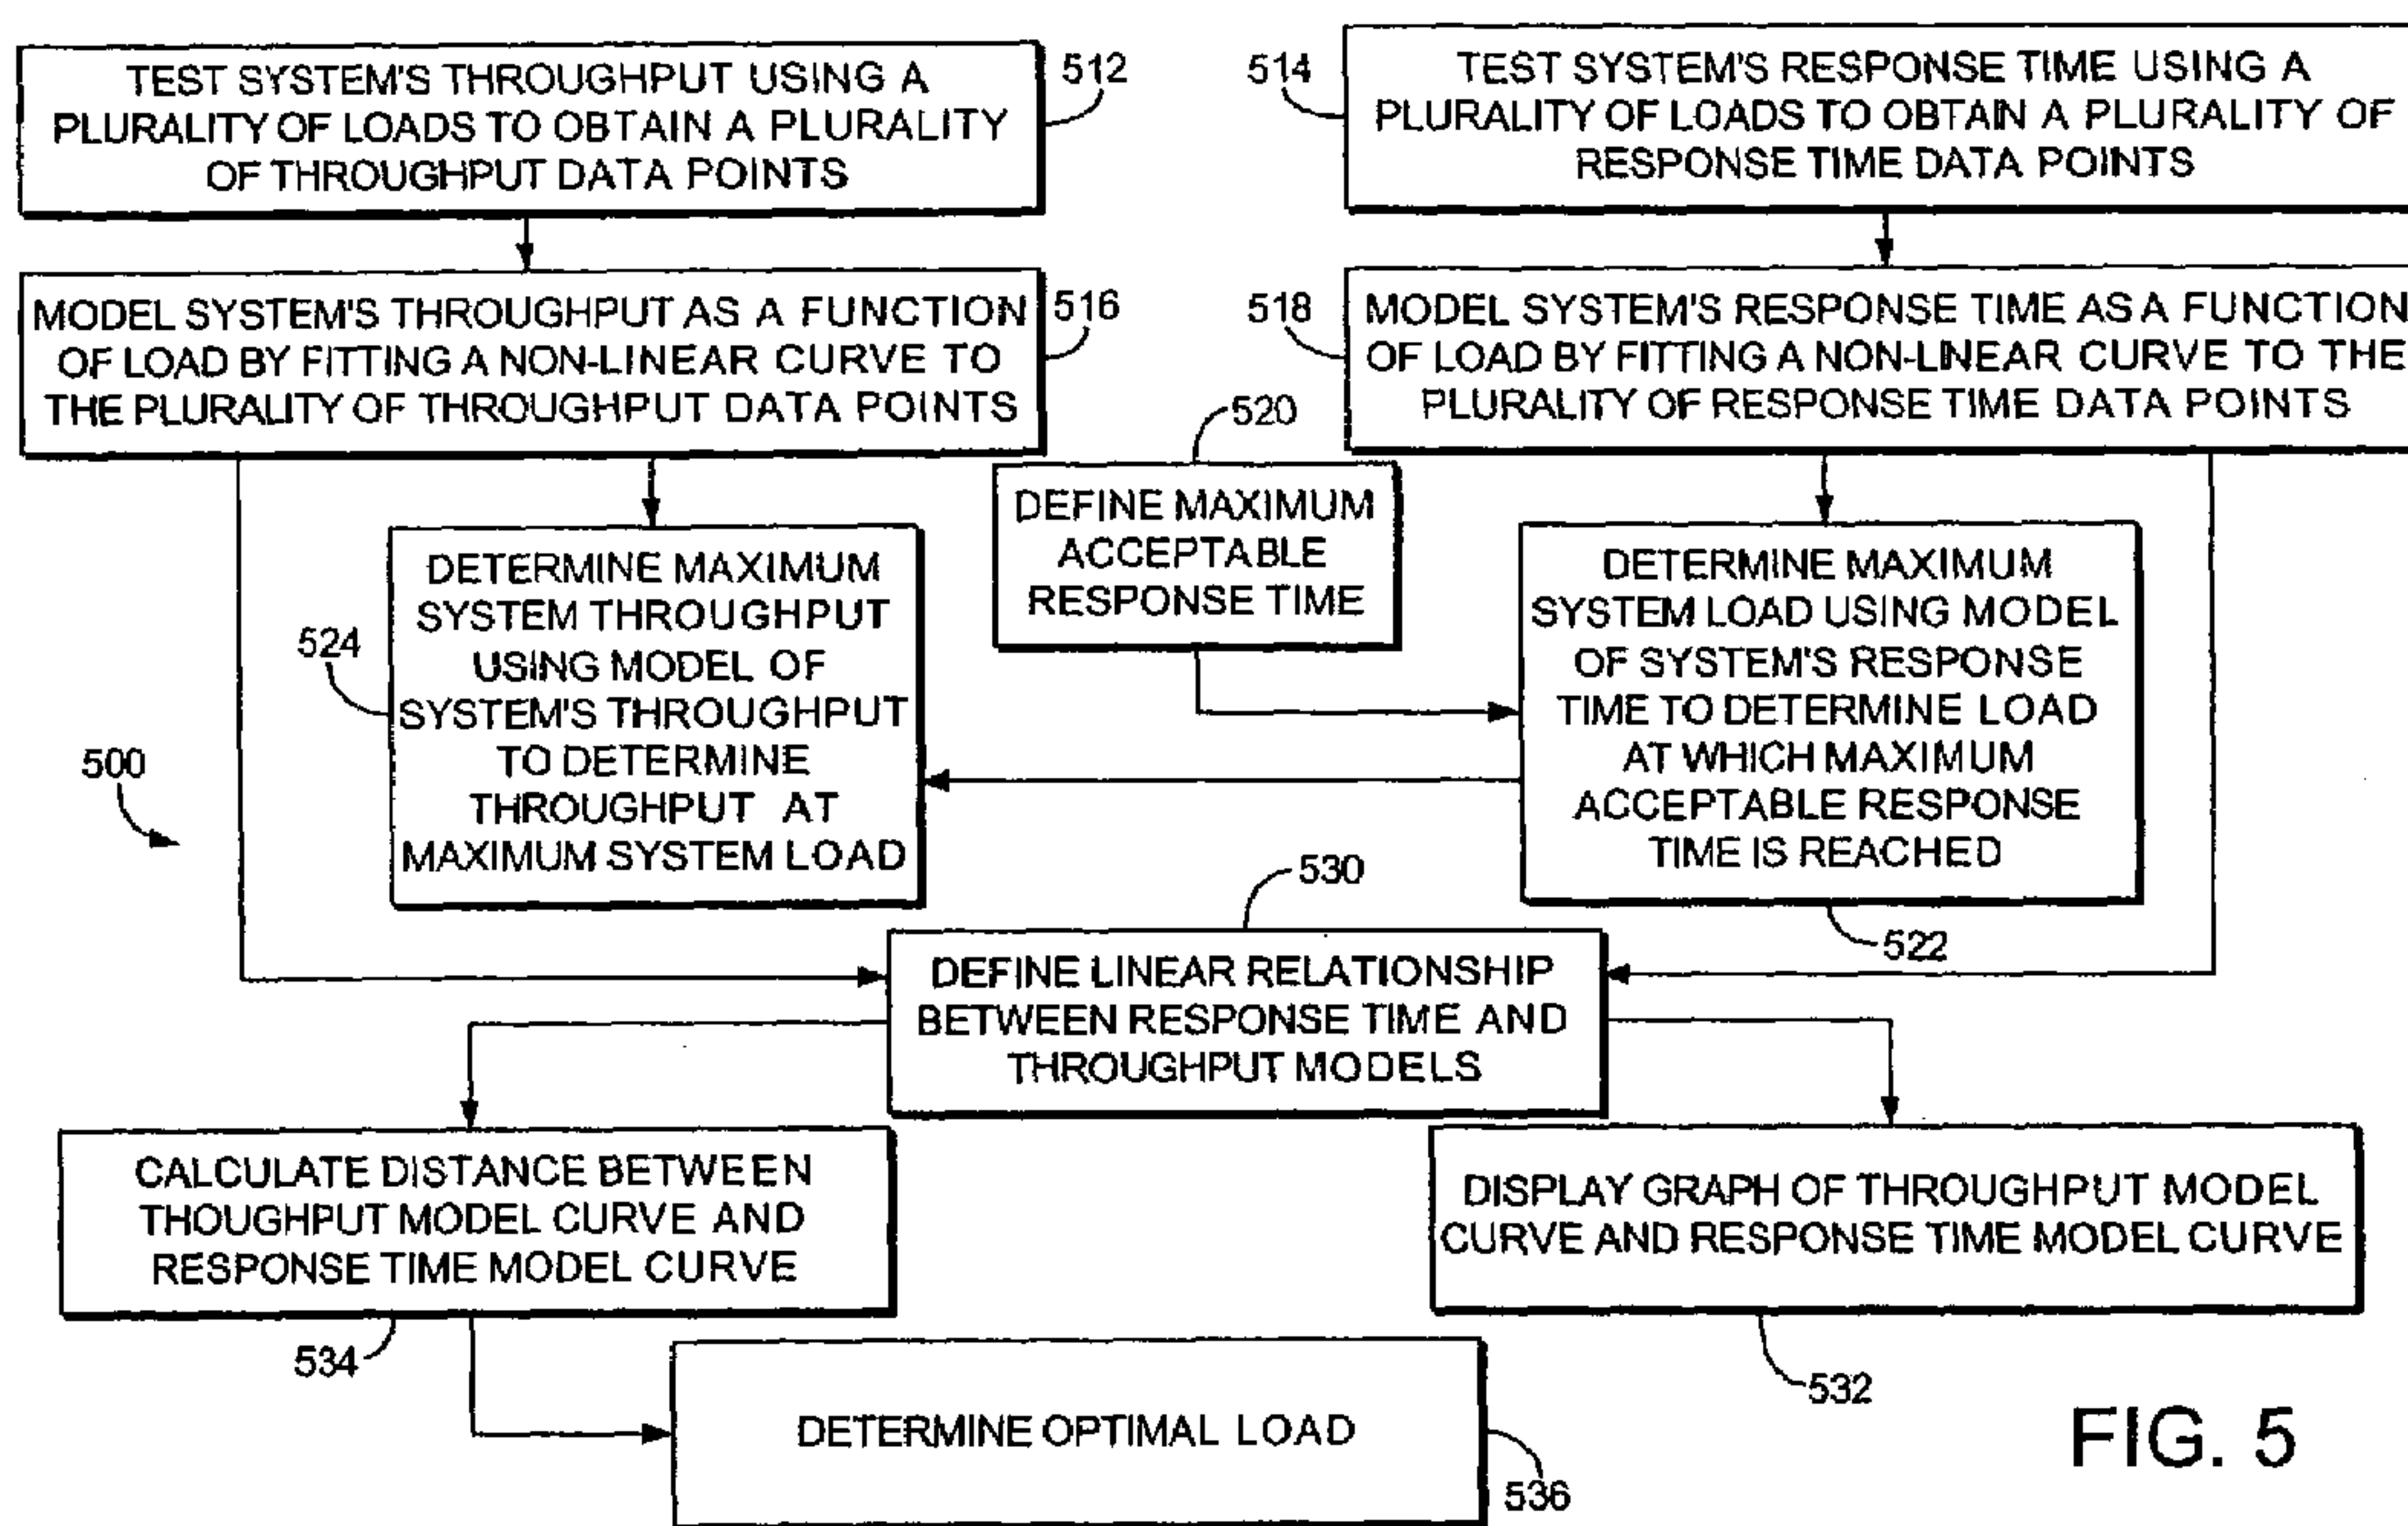 TEST SYSTEM'S THROUGHPUT USING A
PLURALITY OF LOADS TO OBTAIN A PLURALITY
OF THROUGHPUT DATA POINTS
512
514
TEST SYSTEM'S RESPONSE TIME USING A
PLURALITY OF LOADS TO OBTAIN A PLURALITY OF
RESPONSE TIME DATA POINTS
MODEL SYSTEM'S THROUGHPUT AS A FUNCTION
OF LOAD BY FITTING A NON-LINEAR CURVE TO
THE PLURALITY OF THROUGHPUT DATA POINTS
516
518
MODEL SYSTEM'S RESPONSE TIME AS A FUNCTION
OF LOAD BY FITTING A NON-LINEAR CURVE TO THE
PLURALITY OF RESPONSE TIME DATA POINTS
520
DEFINE MAXIMUM
ACCEPTABLE
RESPONSE TIME
524
DETERMINE MAXIMUM
SYSTEM THROUGHPUT
USING MODEL OF
SYSTEM'S THROUGHPUT
TO DETERMINE
THROUGHPUT AT
MAXIMUM SYSTEM LOAD
DETERMINE MAXIMUM
SYSTEM LOAD USING MODEL
OF SYSTEM'S RESPONSE
TIME TO DETERMINE LOAD
AT WHICH MAXIMUM
ACCEPTABLE RESPONSE
TIME IS REACHED
522
500
530
DEFINE LINEAR RELATIONSHIP
BETWEEN RESPONSE TIME AND
THROUGHPUT MODELS
CALCULATE DISTANCE BETWEEN
THOUGHPUT MODEL CURVE AND
RESPONSE TIME MODEL CURVE
534
DISPLAY GRAPH OF THROUGHPUT MODEL
CURVE AND RESPONSE TIME MODEL CURVE
532
DETERMINE OPTIMAL LOAD
536
FIG. 5